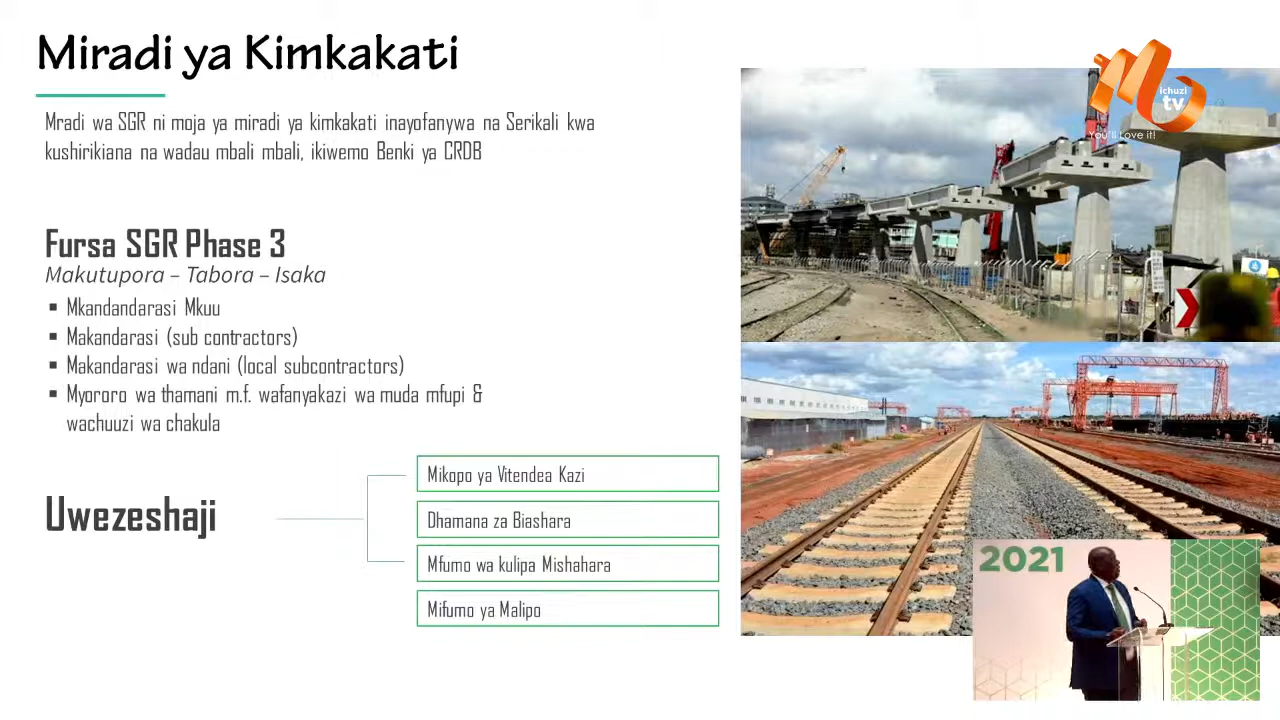 Miradi ya Kimkakati
Mradi wa SGR ni moja ya miradi ya kimkakati inayofanywa na Serikali kwa
kushirikiana na wadau mbali mbali, ikiwemo Benki ya CRDB
Fursa SGR Phase 3
Makutupora – Tabora – Isaka
▪ Mkandandarasi Mkuu
▪ Makandarasi (sub contractors)
▪ Makandarasi wa ndani (local subcontractors)
▪ Myororo wa thamani m.f. wafanyakazi wa muda mfupi &
wachuuzi wa chakula
Uwezeshaji
Mikopo ya Vitendea Kazi
Dhamana za Biashara
Mfumo wa kulipa Mishahara
Mifumo ya Malipo
Michuzi
tv
You'll Love it!
2021